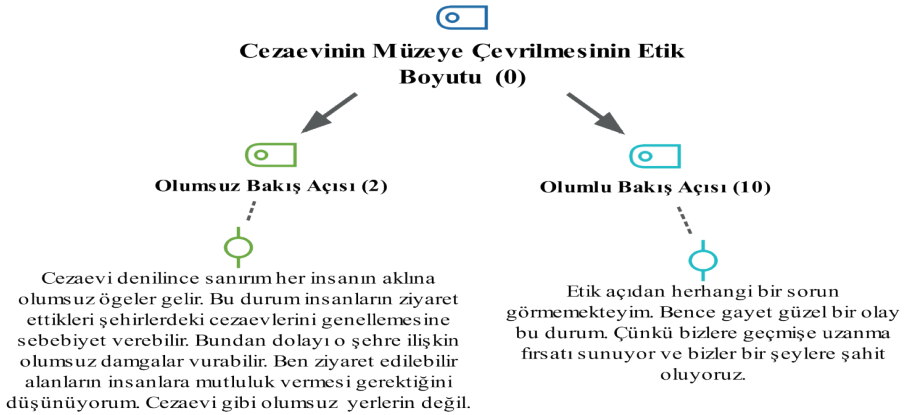 Cezaevinin Müzeye Çevrilmesinin Etik
Boyutu (0)
Olumsuz Bakış Açısı (2)
Olumlu Bakış Açısı (10)
Cezaevi denilince sanırım her insanın aklına
olumsuz ögeler gelir. Bu durum insanların ziyaret
ettikleri şehirlerdeki cezaevlerini genellemesine
sebebiyet verebilir. Bundan dolayı o şehre ilişkin
olumsuz damgalar vurabilir. Ben ziyaret edilebilir
alanların insanlara mutluluk vermesi gerektiğini
düşünüyorum. Cezaevi gibi olumsuz yerlerin değil.
Etik açıdan herhangi bir sorun
görmemekteyim. Bence gayet güzel bir olay
bu durum. Çünkü bizlere geçmişe uzanma
fırsatı sunuyor ve bizler bir şeylere şahit
oluyoruz.